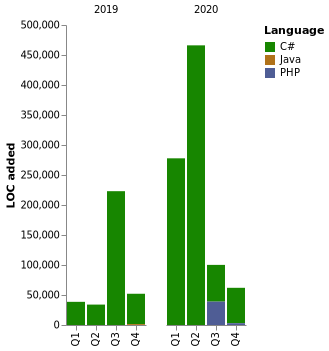 2019
2020
Language
C#
Java
PHP
LOC added
500,000
450,000
400,000
350,000
300,000
250,000
200,000
150,000
100,000
50,000
0
Q1
Q2
Q3
Q4
Q1
Q2
Q3
Q4